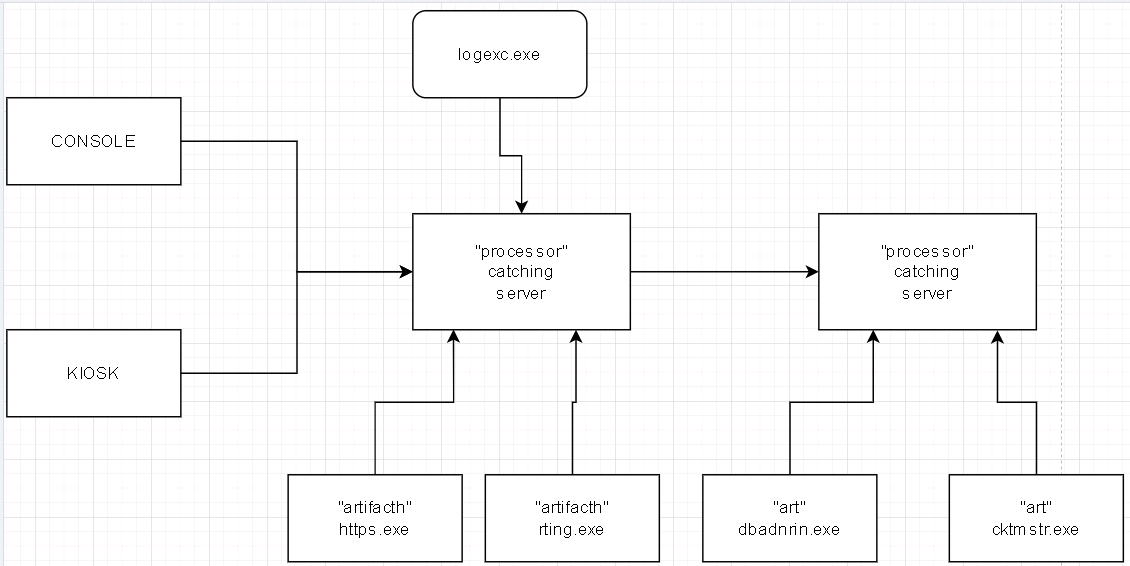 logexc.exe
CONSOLE
"processor"
catching
server
"processor"
catching
server
KIOSK
"artifacth"
https.exe
"artifacth"
rting.exe
"art"
dbadnrin.exe
"art"
cktmstr.exe